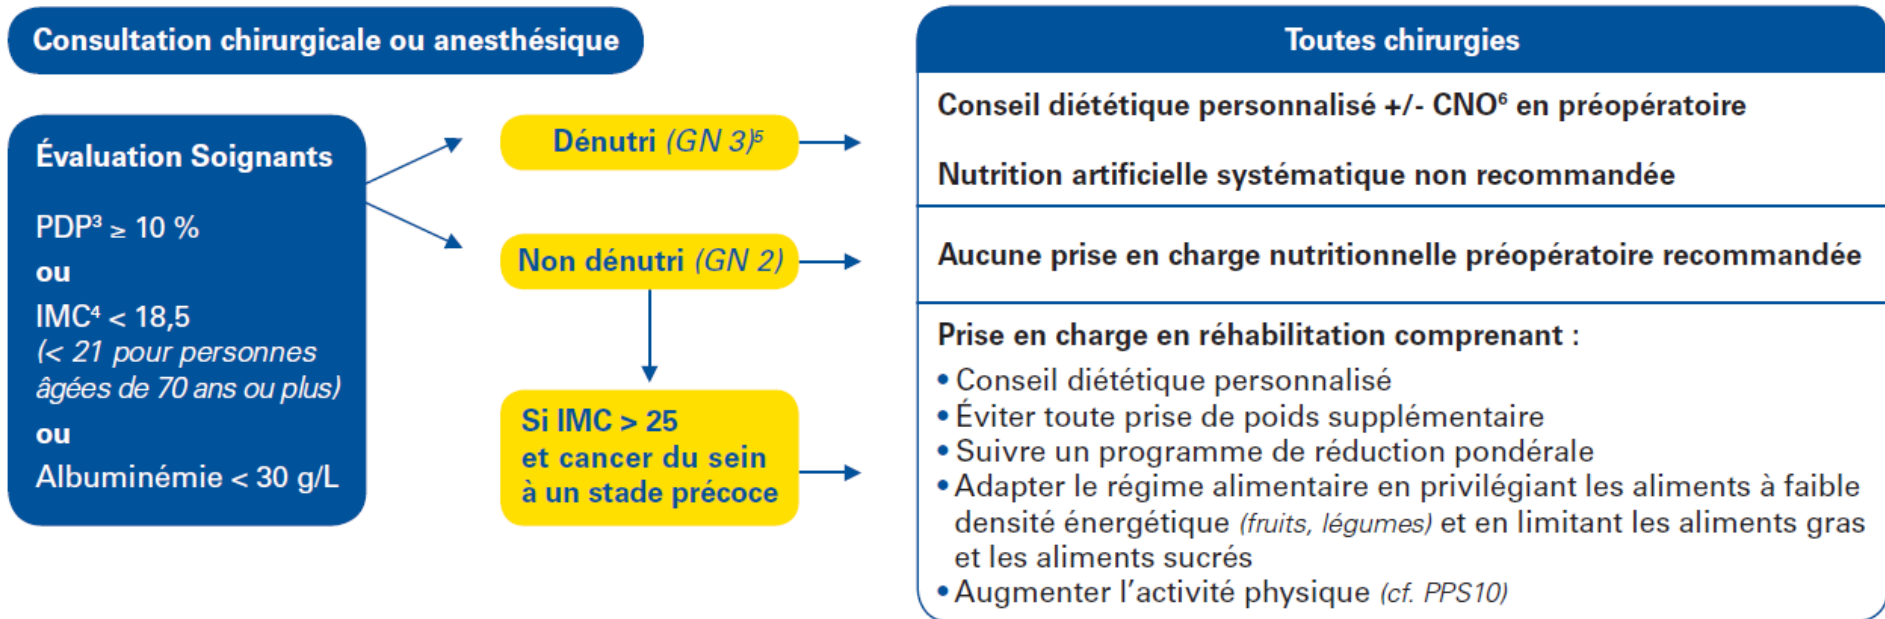 Consultation chirurgicale ou anesthésique
Évaluation Soignants
PDP³ ≥ 10 %
ou
IMC⁴ < 18,5
(< 21 pour personnes
âgées de 70 ans ou plus)
ou
Albuminémie < 30 g/L
Dénutri (GN 3)⁵
Non dénutri (GN 2)
Si IMC > 25
et cancer du sein
à un stade précoce
Toutes chirurgies
Conseil diététique personnalisé +/- CNO⁶ en préopératoire
Nutrition artificielle systématique non recommandée
Aucune prise en charge nutritionnelle préopératoire recommandée
Prise en charge en réhabilitation comprenant :
• Conseil diététique personnalisé
• Éviter toute prise de poids supplémentaire
• Suivre un programme de réduction pondérale
• Adapter le régime alimentaire en privilégiant les aliments à faible
densité énergétique (fruits, légumes) et en limitant les aliments gras
et les aliments sucrés
• Augmenter l’activité physique (cf. PPS10)